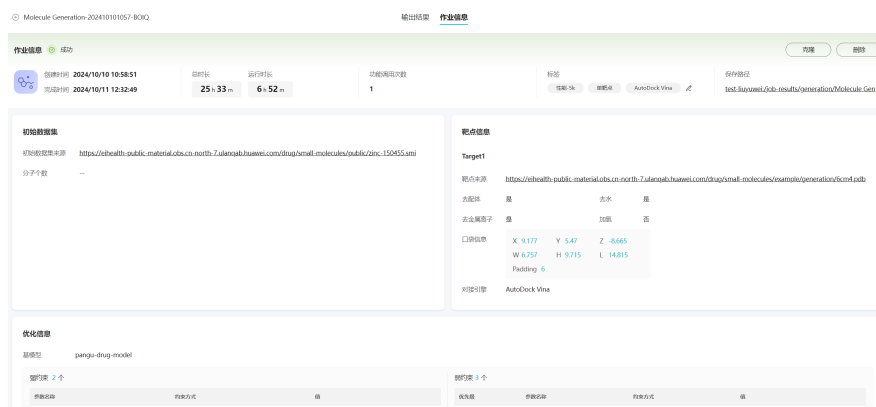 Molecule Generation-202410101057-BOIQ
输出结果 作业信息
作业信息 成功 克隆 删除
创建时间 2024/10/10 10:58:51
完成时间 2024/10/11 12:32:49
总时长
25 h 33 m
运行时长
6 h 52 m
功能调用次数
1
标签
性能-5k 单靶点 AutoDock Vina
保存路径
test-liuyuwei:/job-results/generation/Molecule Gen
初始数据集
初始数据集来源 https://eihealth-public-material.obs.cn-north-7.ulanqab.huawei.com/drug/small-molecules/public/zinc-150455.smi
分子个数 --
靶点信息
Target1
靶点来源 https://eihealth-public-material.obs.cn-north-7.ulanqab.huawei.com/drug/small-molecules/example/generation/6cm4.pdb
去配体 是 去水 是
去金属离子 是 加氢 否
口袋信息 X 9.177 Y 5.47 Z -8.665
W 6.757 H 9.715 L 14.815
Padding 6
对接引擎 AutoDock Vina
优化信息
基模型 pangu-drug-model
强约束 2 个
参数名称 约束方式 值
弱约束 3 个
优先级 参数名称 约束方式 值